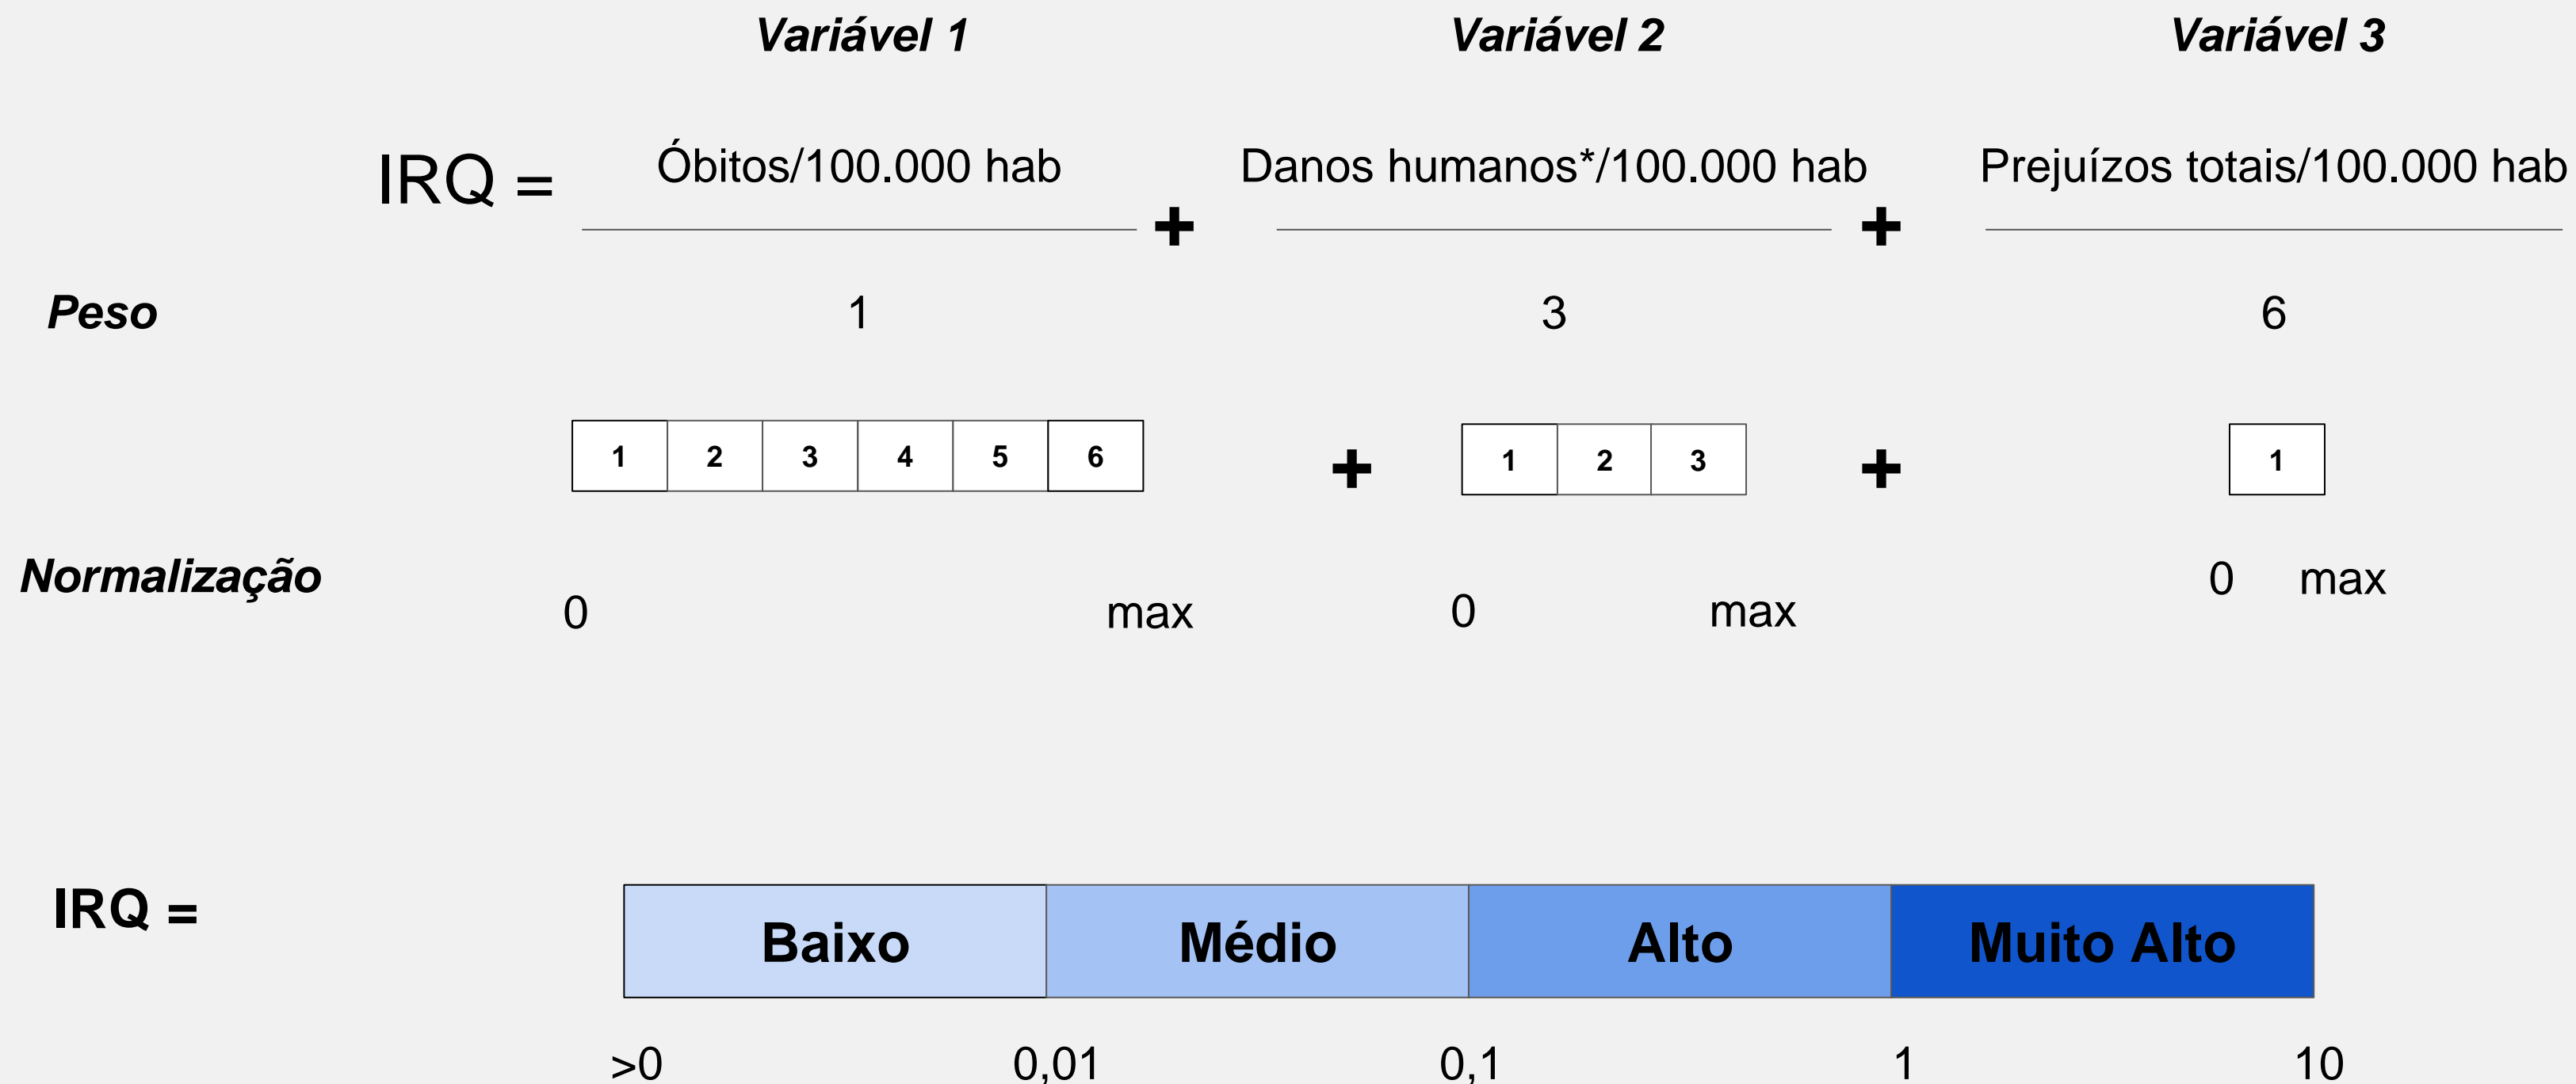 Variável 1 Variável 2 Variável 3
IRQ = Óbitos/100.000 hab + Danos humanos*/100.000 hab + Prejuízos totais/100.000 hab
Peso 1 3 6
1 2 3 4 5 6 + 1 2 3 + 1
Normalização 0 max 0 max 0 max
IRQ = Baixo Médio Alto Muito Alto
>0 0,01 0,1 1 10